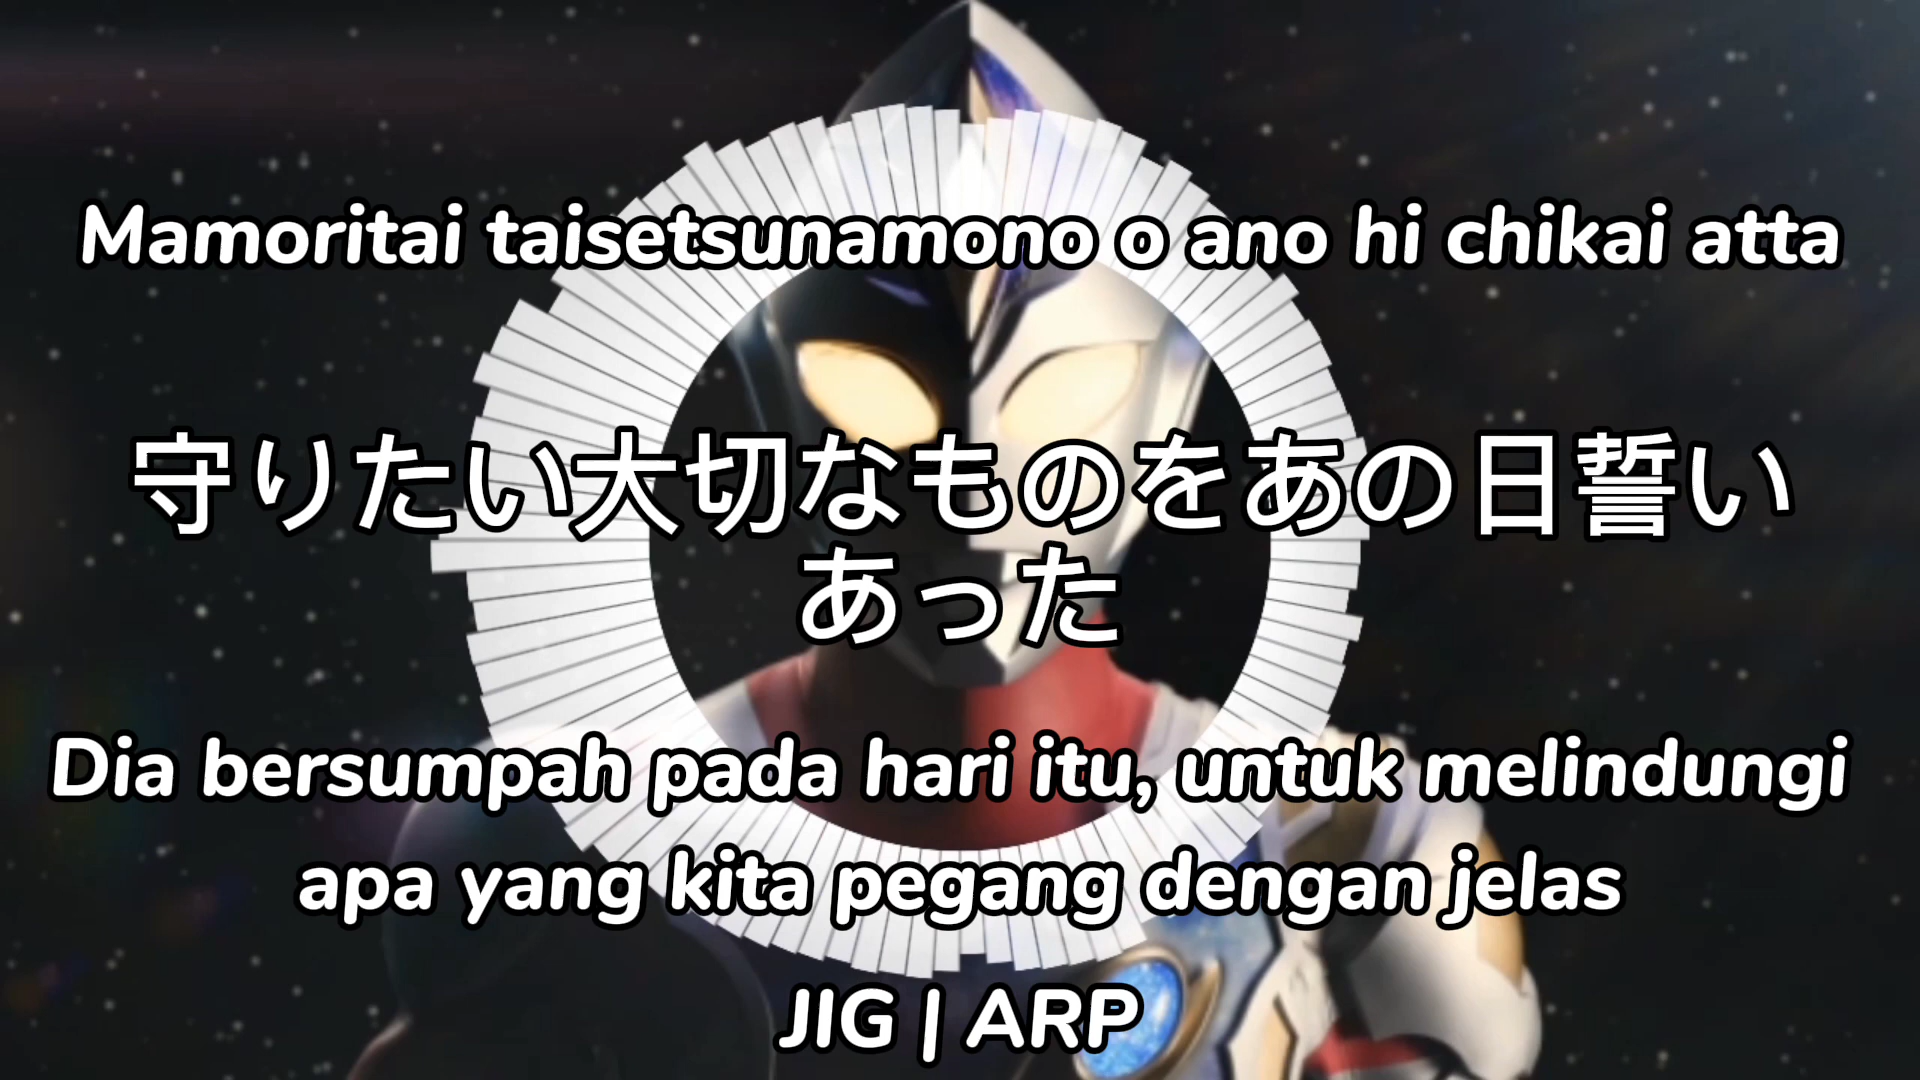 Mamoritai taisetsunamono o ano hi chikai atta
守りたい大切なものをあの日誓い
あった
Dia bersumpah pada hari itu, untuk melindungi
apa yang kita pegang dengan jelas
JIG | ARP